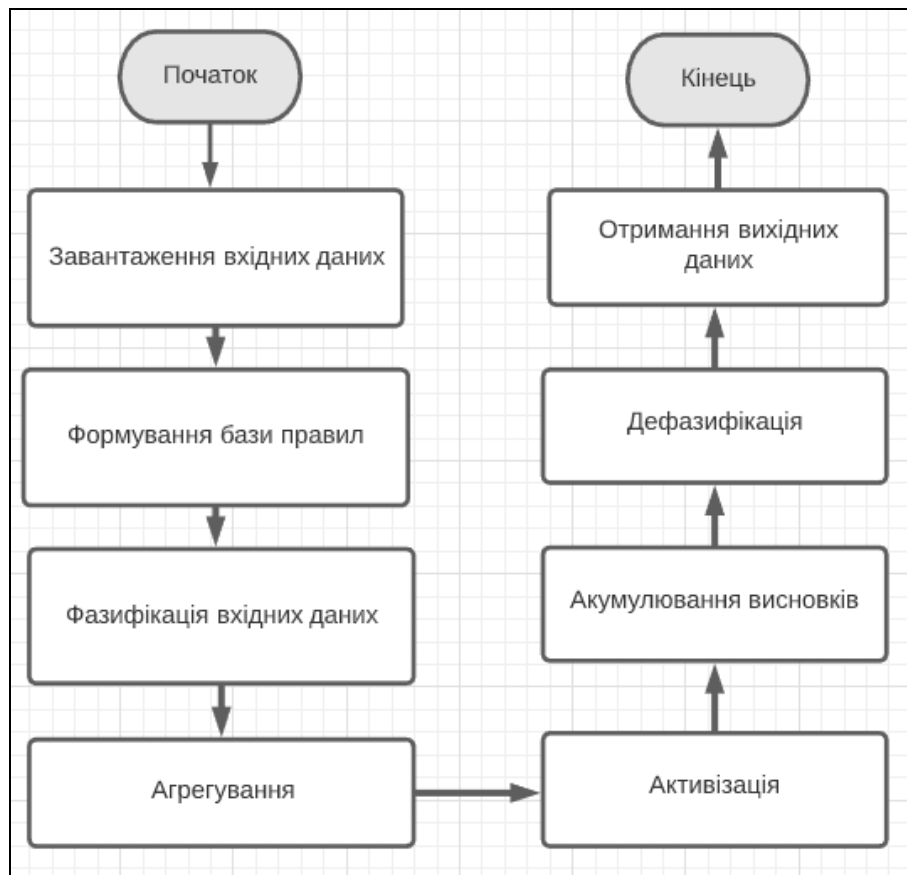 Початок
Завантаження вхідних даних
Формування бази правил
Фазифікація вхідних даних
Агрегування
Активізація
Акумулювання висновків
Дефазифікація
Отримання вихідних
даних
Кінець